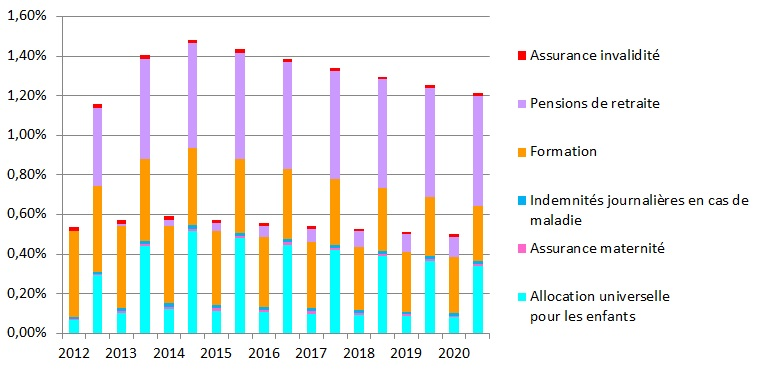 1,60%
1,40%
1,20%
1,00%
0,80%
0,60%
0,40%
0,20%
0,00%
2012 2013 2014 2015 2016 2017 2018 2019 2020
Assurance invalidité
Pensions de retraite
Formation
Indemnités journalières en cas de
maladie
Assurance maternité
Allocation universelle
pour les enfants